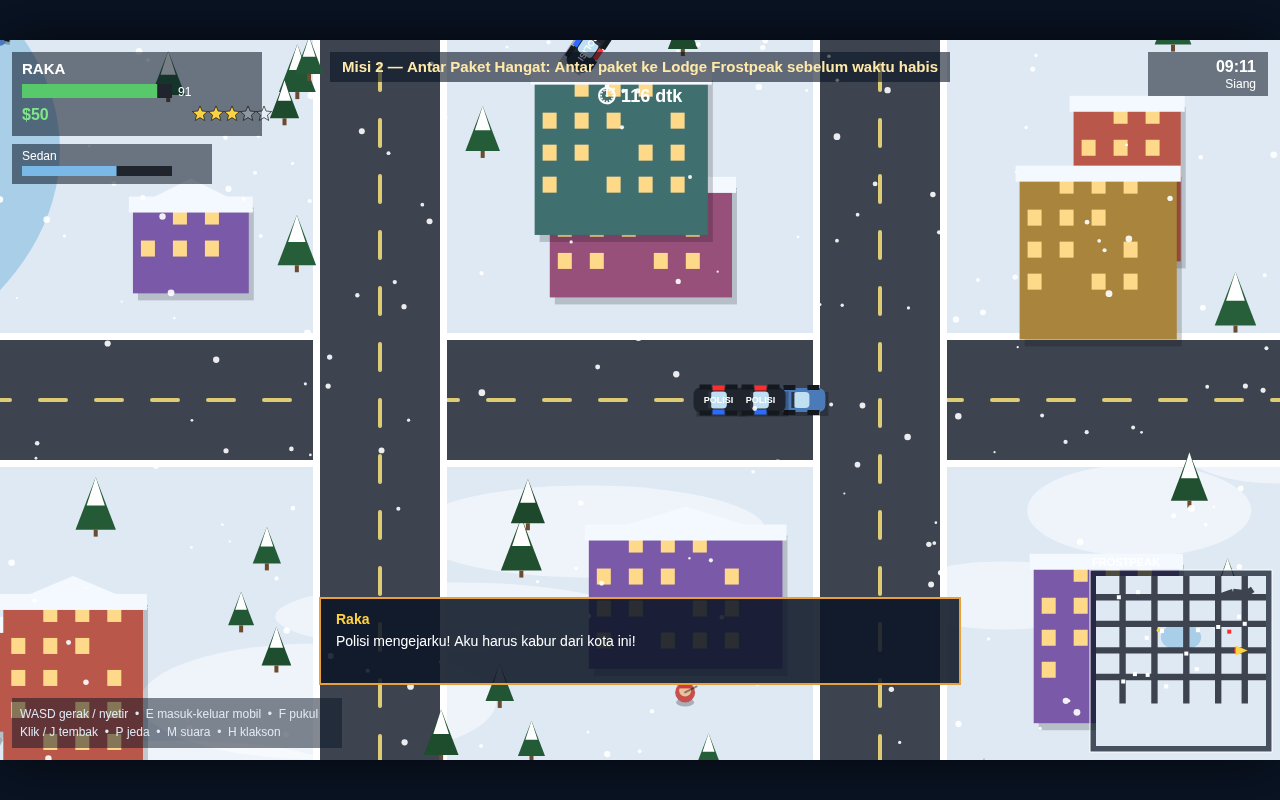 RAKA
91
$50
Sedan
Misi 2 — Antar Paket Hangat: Antar paket ke Lodge Frostpeak sebelum waktu habis
116 dtk
09:11
Siang
POLISI
POLISI
Raka
Polisi mengejarku! Aku harus kabur dari kota ini!
WASD gerak / nyetir • E masuk-keluar mobil • F pukul
Klik / J tembak • P jeda • M suara • H klakson